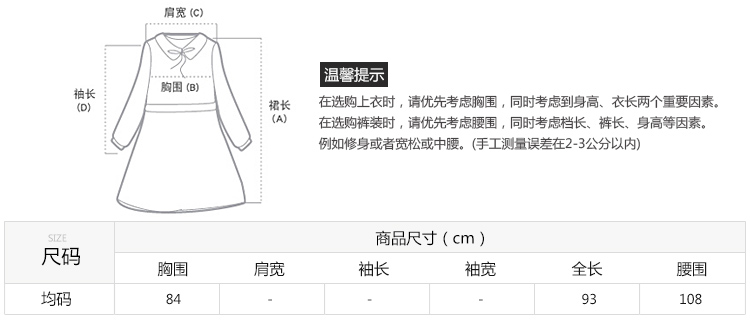 肩宽 (C)
胸围 (B)
袖长
(D)
裙长
(A)
温馨提示
在选购上衣时，请优先考虑胸围，同时考虑到身高、衣长两个重要因素。
在选购裤装时，请优先考虑腰围，同时考虑档长、裤长、身高等因素。
例如修身或者宽松或中腰。(手工测量误差在2-3公分以内)
SIZE
尺码
商品尺寸（cm）
胸围 肩宽 袖长 袖宽 全长 腰围
均码 84 - - - 93 108